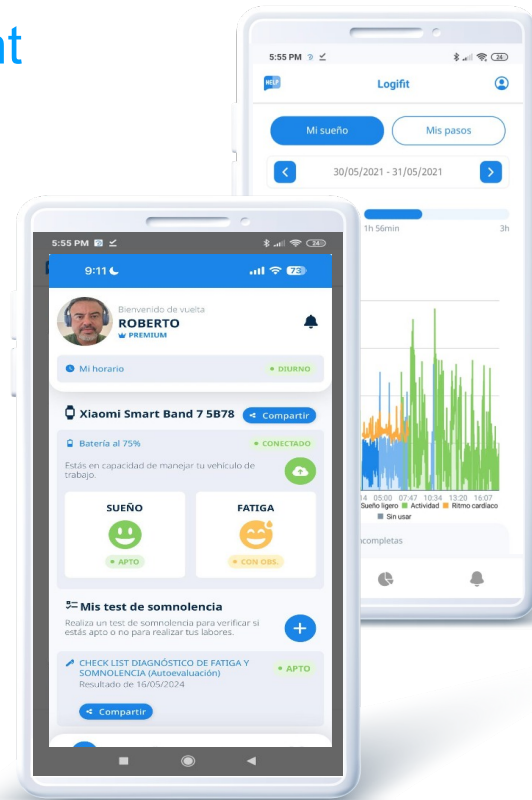 nt
5:55 PM
24
HELP
Logifit
Mi sueño
Mis pasos
30/05/2021 - 31/05/2021
1h 56min
3h
14 05:00 07:47 10:34 13:20 16:07
Sueño ligero Actividad Ritmo cardíaco
Sin usar
completas
5:55 PM
24
9:11
73
Bienvenido de vuelta
ROBERTO
PREMIUM
Mi horario
DIURNO
Xiaomi Smart Band 7 5B78
Compartir
Batería al 75%
CONECTADO
Estás en capacidad de manejar tu vehículo de
trabajo.
SUEÑO
FATIGA
APTO
CON OBS.
Mis test de somnolencia
Realiza un test de somnolencia para verificar si
estás apto o no para realizar tus labores.
CHECK LIST DIAGNÓSTICO DE FATIGA Y
SOMNOLENCIA (Autoevaluación)
APTO
Resultado de 16/05/2024
Compartir